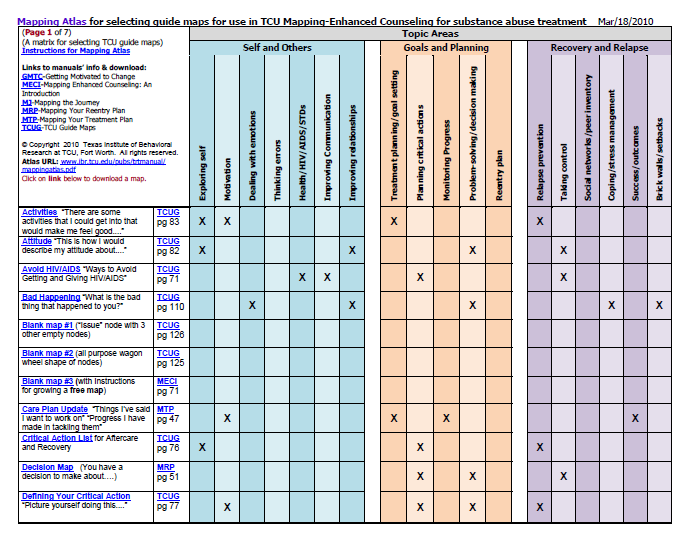 Mapping Atlas for selecting guide maps for use in TCU Mapping-Enhanced Counseling for substance abuse treatment Mar/18/2010
(Page 1 of 7)
(A matrix for selecting TCU guide maps)
Instructions for Mapping Atlas
Links to manuals' info & download:
GMTC-Getting Motivated to Change
MECI-Mapping Enhanced Counseling: An
Introduction
MJ-Mapping the Journey
MRP-Mapping Your Reentry Plan
MTP-Mapping Your Treatment Plan
TCUG-TCU Guide Maps
© Copyright 2010 Texas Institute of Behavioral
Research at TCU, Fort Worth. All rights reserved.
Atlas URL: www.ibr.tcu.edu/pubs/trtmanual/
mappingatlas.pdf
Click on link below to download a map.
Topic Areas
Self and Others
Goals and Planning
Recovery and Relapse
Exploring self
Motivation
Dealing with emotions
Thinking errors
Health/HIV/AIDS/STDs
Improving Communication
Improving relationships
Treatment planning/goal setting
Planning critical actions
Monitoring Progress
Problem-solving/decision making
Reentry plan
Relapse prevention
Taking control
Social networks/peer inventory
Coping/stress management
Success/outcomes
Brick walls/setbacks
Activities "There are some TCUG
activities that I could get into that pg 83 X X X X
would make me feel good...."
Attitude "This is how I would TCUG
describe my attitude about...." pg 82 X X X X
Avoid HIV/AIDS "Ways to Avoid TCUG
Getting and Giving HIV/AIDS" pg 71 X X X X
Bad Happening "What is the bad TCUG
thing that happened to you?" pg 110 X X X X
Blank map #1 ("Issue" node with 3 TCUG
other empty nodes) pg 126
Blank map #2 (all purpose wagon TCUG
wheel shape of nodes) pg 125
Blank map #3 (with Instructions MECI
for growing a free map) pg 71
Care Plan Update "Things I've said MTP
I want to work on" "Progress I have pg 47 X X X X
made in tackling them"
Critical Action List for Aftercare TCUG
and Recovery pg 76 X X X
Decision Map (You have a MRP
decision to make about....) pg 51 X X X
Defining Your Critical Action TCUG
"Picture yourself doing this...." pg 77 X X X X